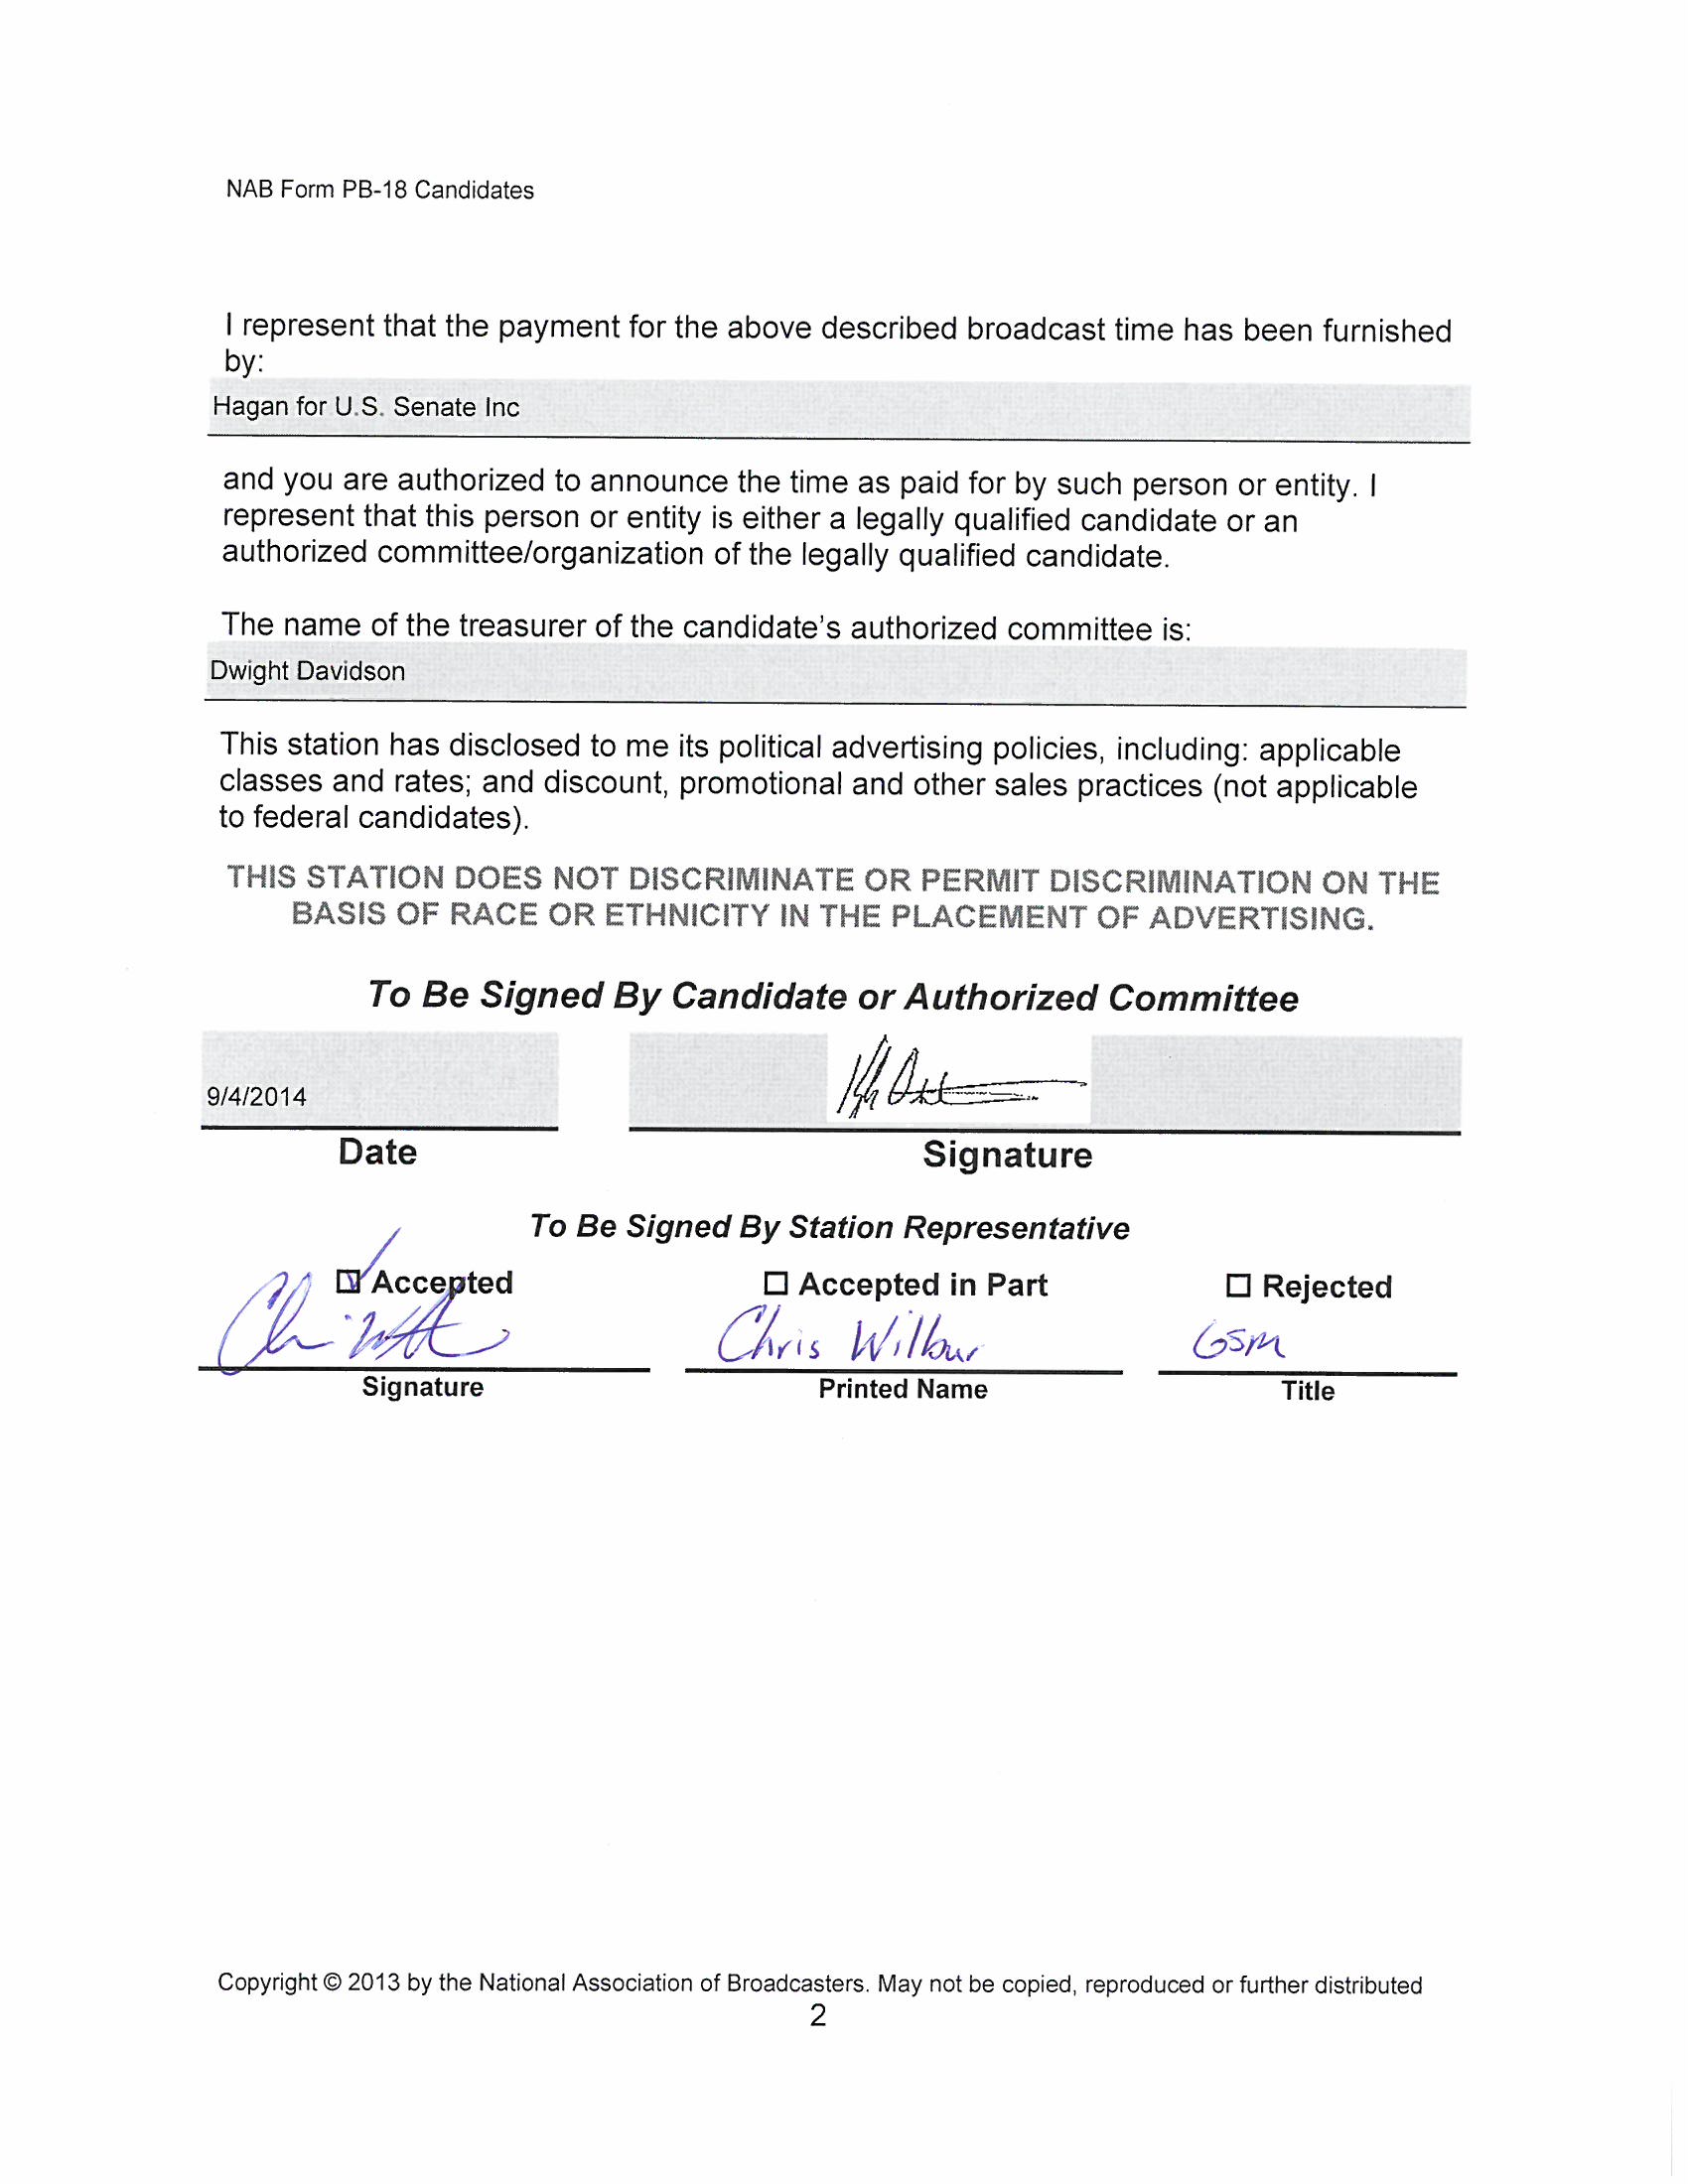 NAB Form PB-18 Candidates
I represent that the payment for the above described broadcast time has been furnished
by:
Hagan for U.S. Senate Inc
and you are authorized to announce the time as paid for by such person or entity. I
represent that this person or entity is either a legally qualified candidate or an
authorized committee/organization of the legally qualified candidate.
The name of the treasurer of the candidate's authorized committee is:
Dwight Davidson
This station has disclosed to me its political advertising policies, including: applicable
classes and rates; and discount, promotional and other sales practices (not applicable
to federal candidates).
THIS STATION DOES NOT DISCRIMINATE OR PERMIT DISCRIMINATION ON THE
BASIS OF RACE OR ETHNICITY IN THE PLACEMENT OF ADVERTISING.
To Be Signed By Candidate or Authorized Committee
9/4/2014
Date Signature
To Be Signed By Station Representative
☑ Accepted ☐ Accepted in Part ☐ Rejected
Chris Wilbur GSM
Signature Printed Name Title
Copyright © 2013 by the National Association of Broadcasters. May not be copied, reproduced or further distributed
2